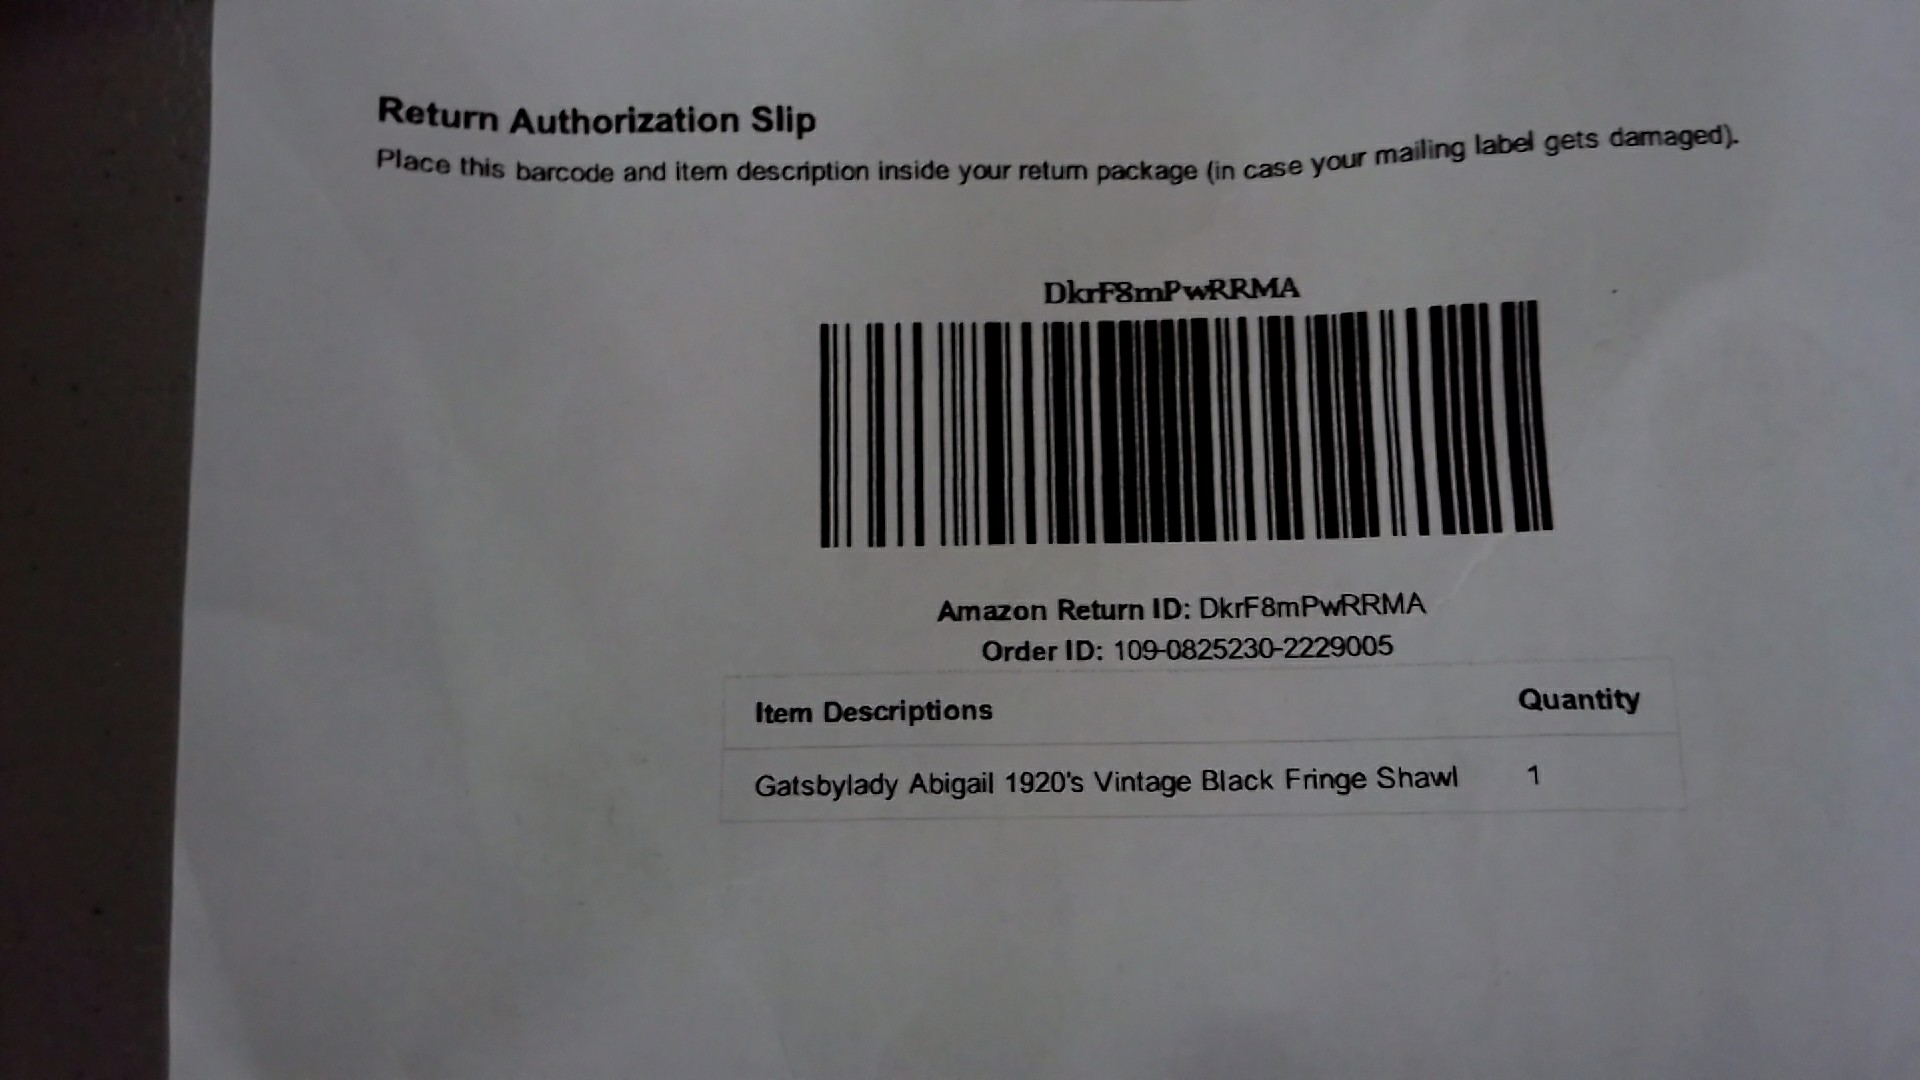 Return Authorization Slip
Place this barcode and item description inside your return package (in case your mailing label gets damaged).
DkrF8mPwRRMA
Amazon Return ID: DkrF8mPwRRMA
Order ID: 109-0825230-2229005
Item Descriptions Quantity
Gatsbylady Abigail 1920's Vintage Black Fringe Shawl 1